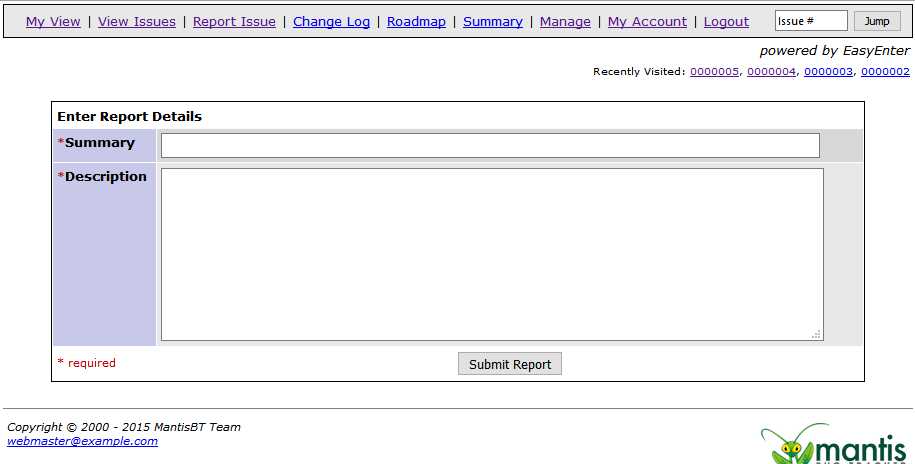 My View | View Issues | Report Issue | Change Log | Roadmap | Summary | Manage | My Account | Logout Issue # Jump
powered by EasyEnter
Recently Visited: 0000005, 0000004, 0000003, 0000002
Enter Report Details
*Summary
*Description
* required Submit Report
Copyright © 2000 - 2015 MantisBT Team
webmaster@example.com
mantis